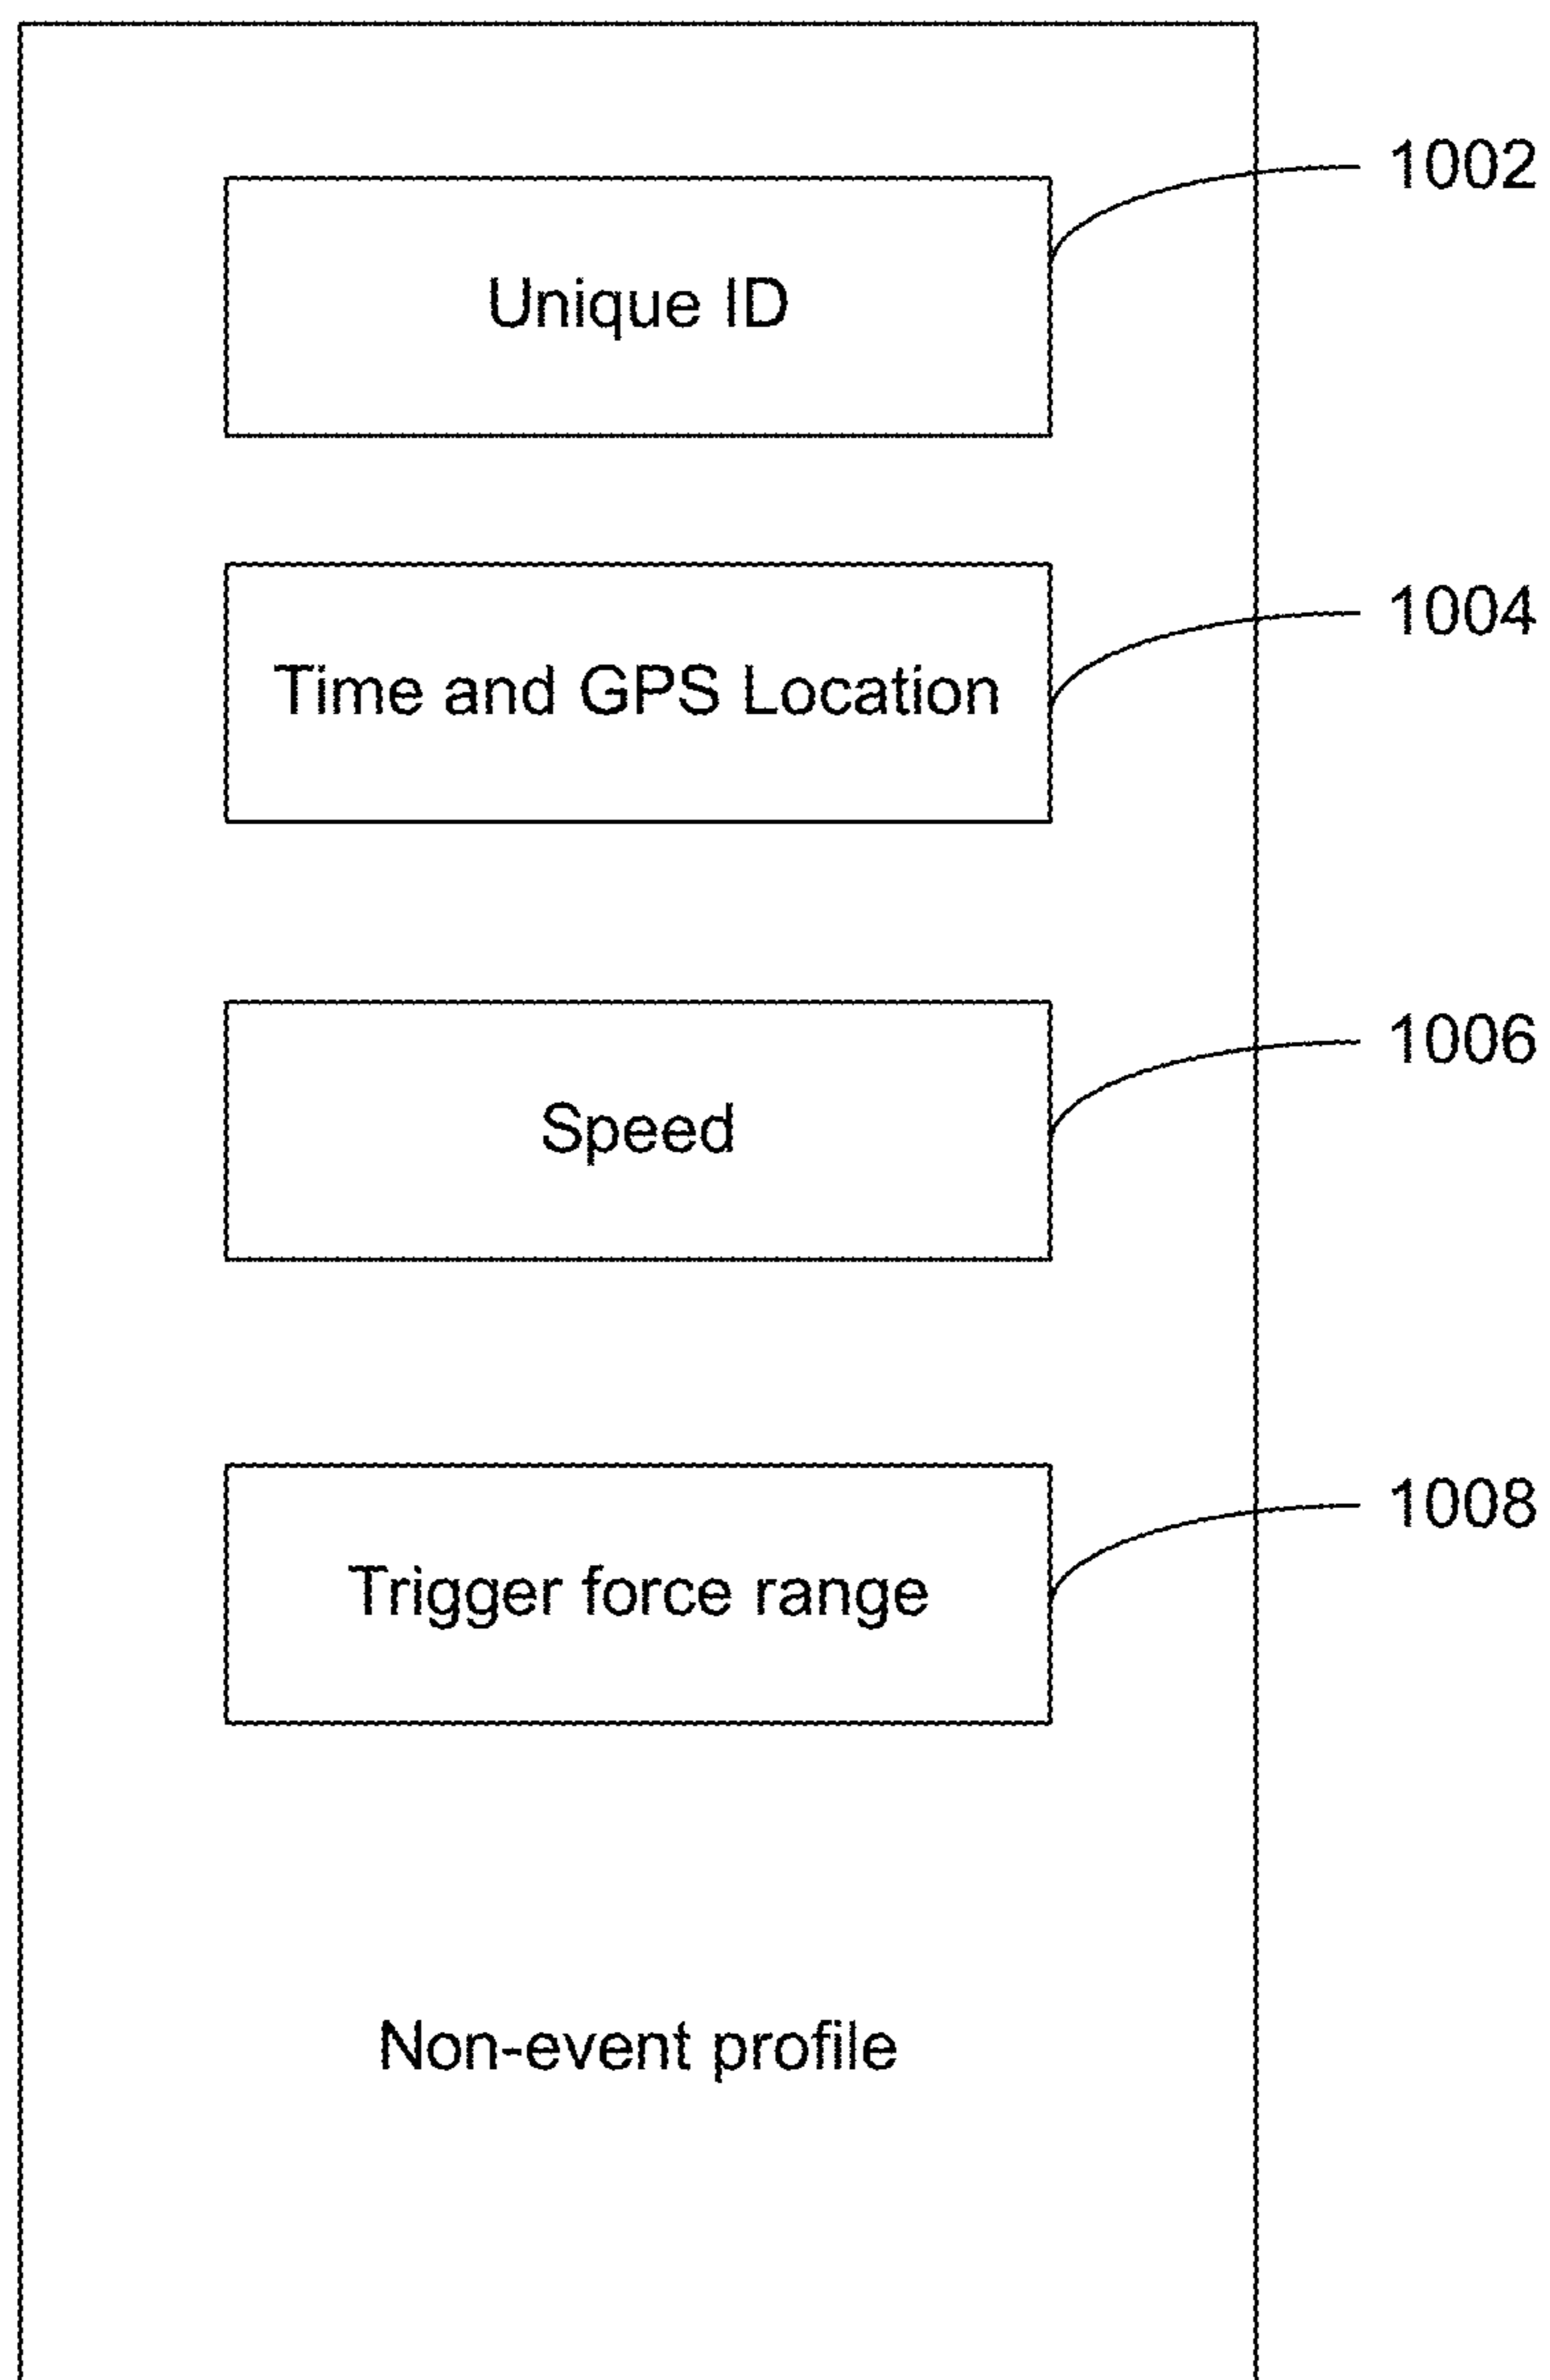 1002
Unique ID
1004
Time and GPS Location
1006
Speed
1008
Trigger force range
Non-event profile